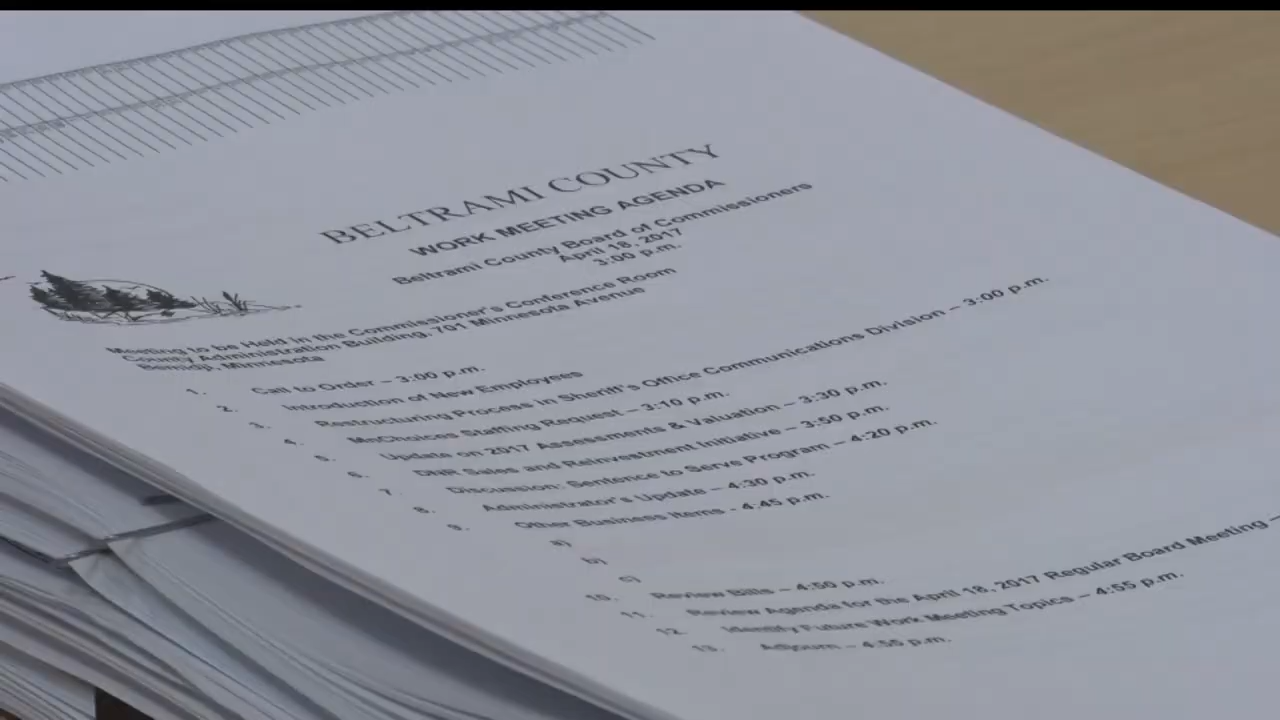 BELTRAMI COUNTY
WORK MEETING AGENDA
Beltrami County Board of Commissioners
April 18, 2017
3:00 p.m.
Meeting to be Held in the Commissioner's Conference Room
County Administration Building, 701 Minnesota Avenue
Bemidji, Minnesota
1. Call to Order – 3:00 p.m.
2. Introduction of New Employees
3. Restructuring Process in Sheriff's Office Communications Division – 3:00 p.m.
4. MnChoices Staffing Request – 3:10 p.m.
5. Update on 2017 Assessments & Valuation – 3:30 p.m.
6. DNR Sales and Reinvestment Initiative – 3:50 p.m.
7. Discussion: Sentence to Serve Program – 4:20 p.m.
8. Administrator's Update – 4:30 p.m.
9. Other Business Items - 4:45 p.m.
a)
b)
c)
10. Review Bills – 4:50 p.m.
11. Review Agenda for the April 18, 2017 Regular Board Meeting –
12. Identify Future Work Meeting Topics – 4:55 p.m.
13. Adjourn – 4:55 p.m.